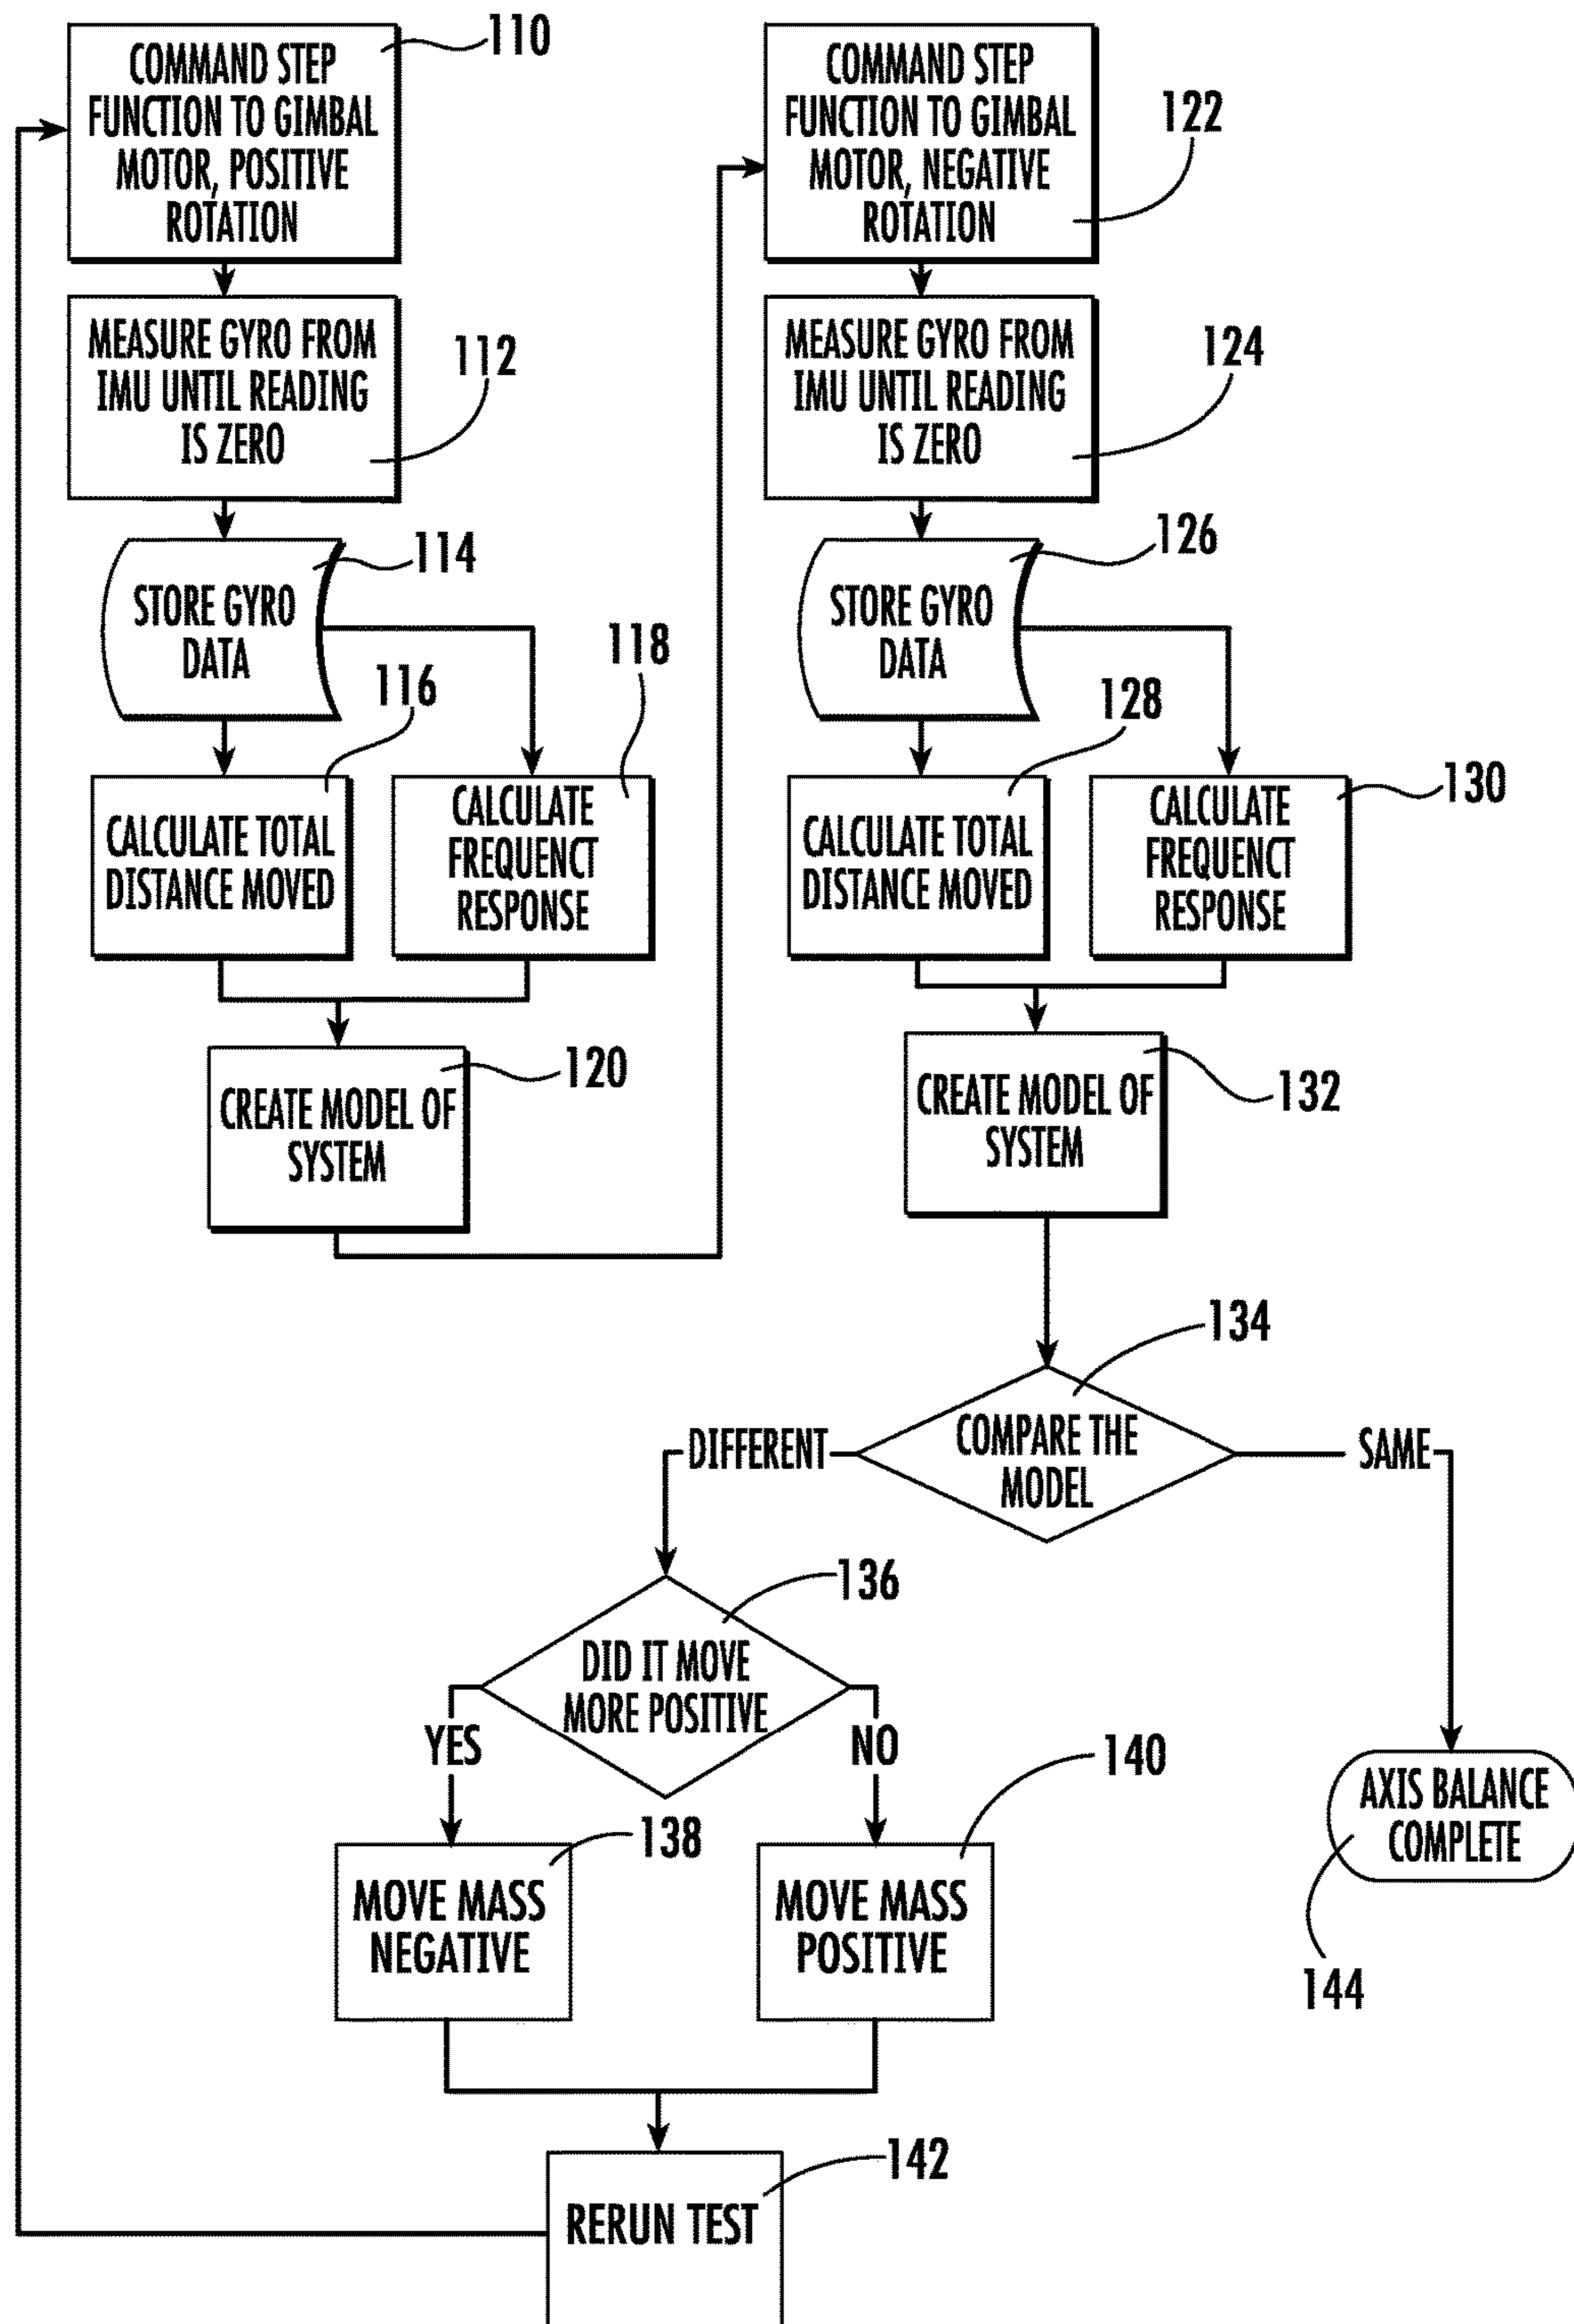 110
COMMAND STEP
FUNCTION TO GIMBAL
MOTOR, POSITIVE
ROTATION
MEASURE GYRO FROM
IMU UNTIL READING
IS ZERO
112
STORE GYRO
DATA
114
116
118
CALCULATE TOTAL
DISTANCE MOVED
CALCULATE
FREQUENCT
RESPONSE
CREATE MODEL OF
SYSTEM
120
COMMAND STEP
FUNCTION TO GIMBAL
MOTOR, NEGATIVE
ROTATION
122
MEASURE GYRO FROM
IMU UNTIL READING
IS ZERO
124
STORE GYRO
DATA
126
128
CALCULATE TOTAL
DISTANCE MOVED
CALCULATE
FREQUENCT
RESPONSE
130
CREATE MODEL OF
SYSTEM
132
134
COMPARE THE
MODEL
DIFFERENT
SAME
136
DID IT MOVE
MORE POSITIVE
YES
NO
138
MOVE MASS
NEGATIVE
140
MOVE MASS
POSITIVE
AXIS BALANCE
COMPLETE
144
142
RERUN TEST